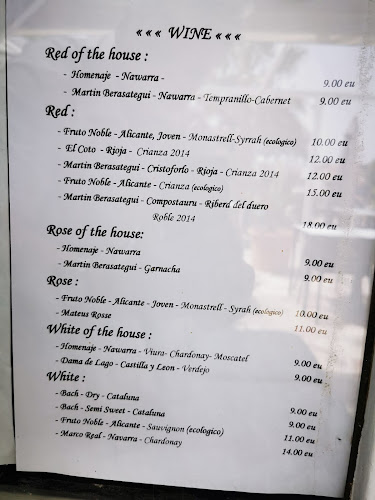 « « « WINE « « «
Red of the house :
- Homenaje - Nawarra - 9.00 eu
- Martin Berasategui - Nawarra - Tempranillo-Cabernet 9.00 eu
Red :
- Fruto Noble - Alicante, Joven - Monastrell-Syrrah (ecologico) 10.00 eu
- El Coto - Rioja - Crianza 2014 12.00 eu
- Martin Berasategui - Cristoforlo - Rioja - Crianza 2014 12.00 eu
- Fruto Noble - Alicante - Crianza (ecologico) 15.00 eu
- Martin Berasategui - Compostauru - Riberd del duero
Roble 2014 18.00 eu
Rose of the house:
- Homenaje - Nawarra 9.00 eu
- Martin Berasategui - Garnacha 9.00 eu
Rose :
- Fruto Noble - Alicante - Joven - Monastrell - Syrah (ecologico) 10.00 eu
- Mateus Rosse 11.00 eu
White of the house :
- Homenaje - Nawarra - Viura- Chardonay- Moscatel 9.00 eu
- Dama de Lago - Castilla y Leon - Verdejo 9.00 eu
White :
- Bach - Dry - Cataluna 9.00 eu
- Bach - Semi Sweet - Cataluna 9.00 eu
- Fruto Noble - Alicante - Sauvignon (ecologico) 11.00 eu
- Marco Real - Navarra - Chardonay 14.00 eu